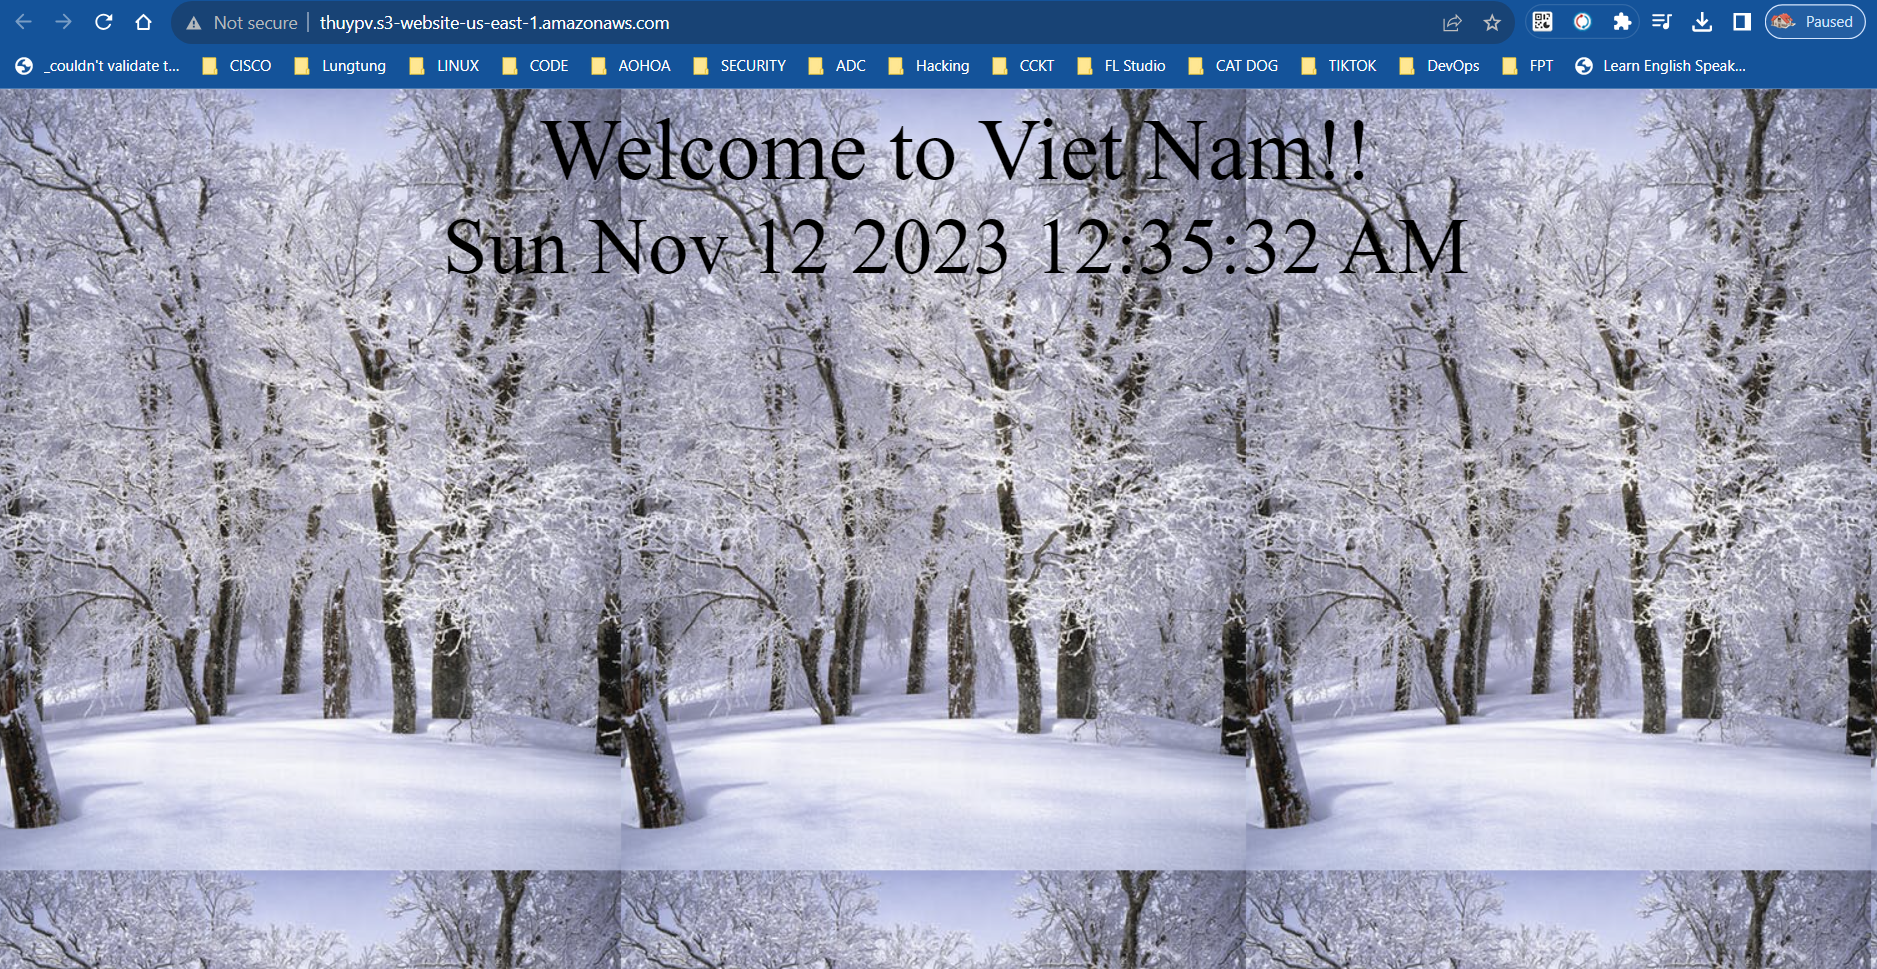 Not secure | thuypv.s3-website-us-east-1.amazonaws.com Paused
_couldn't validate t... CISCO Lungtung LINUX CODE AOHOA SECURITY ADC Hacking CCKT FL Studio CAT DOG TIKTOK DevOps FPT Learn English Speak...
Welcome to Viet Nam!!
Sun Nov 12 2023 12:35:32 AM